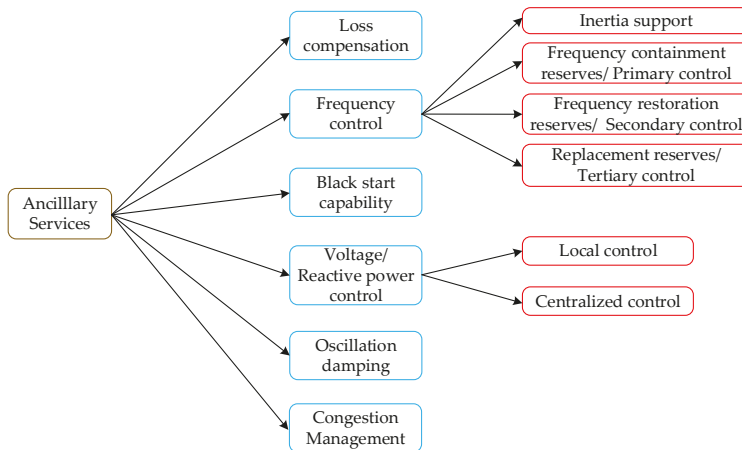 Ancilllary
Services
Loss
compensation
Frequency
control
Black start
capability
Voltage/
Reactive power
control
Oscillation
damping
Congestion
Management
Inertia support
Frequency containment
reserves/ Primary control
Frequency restoration
reserves/ Secondary control
Replacement reserves/
Tertiary control
Local control
Centralized control